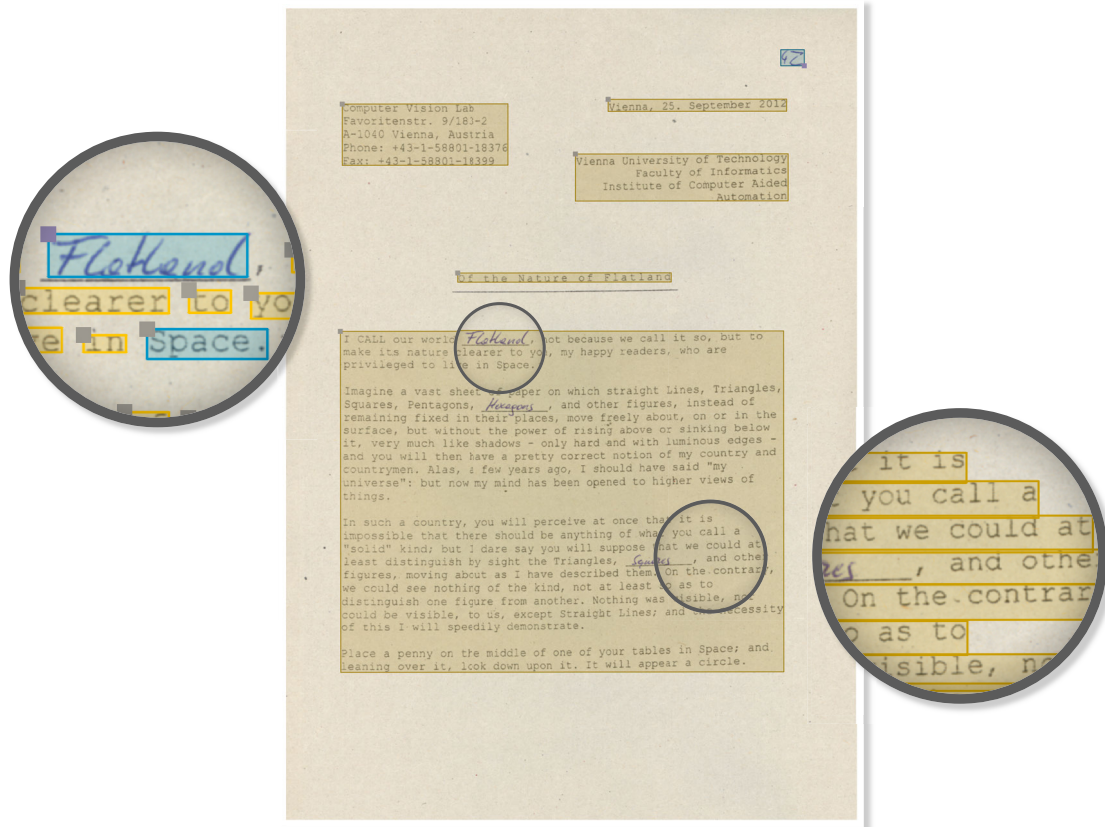 42
Computer Vision Lab
Favoritenstr. 9/183-2
A-1040 Vienna, Austria
Phone: +43-1-58801-18376
Fax: +43-1-58801-18399
Vienna, 25. September 2012
Vienna University of Technology
Faculty of Informatics
Institute of Computer Aided
Automation
Of the Nature of Flatland
I CALL our world Flatland, not because we call it so, but to
make its nature clearer to you, my happy readers, who are
privileged to live in Space.
Imagine a vast sheet of paper on which straight Lines, Triangles,
Squares, Pentagons, Hexagons, and other figures, instead of
remaining fixed in their places, move freely about, on or in the
surface, but without the power of rising above or sinking below
it, very much like shadows - only hard and with luminous edges -
and you will then have a pretty correct notion of my country and
countrymen. Alas, a few years ago, I should have said "my
universe": but now my mind has been opened to higher views of
things.
In such a country, you will perceive at once that it is
impossible that there should be anything of what you call a
"solid" kind; but I dare say you will suppose that we could at
least distinguish by sight the Triangles, Squares, and other
figures, moving about as I have described them. On the contrary,
we could see nothing of the kind, not at least so as to
distinguish one figure from another. Nothing was visible, nor
could be visible, to us, except Straight Lines; and the necessity
of this I will speedily demonstrate.
Place a penny on the middle of one of your tables in Space; and
leaning over it, look down upon it. It will appear a circle.
Flatland,
clearer to yo
ve in Space.
it is
you call a
hat we could at
res, and othe
On the contrar
o as to
isible, no